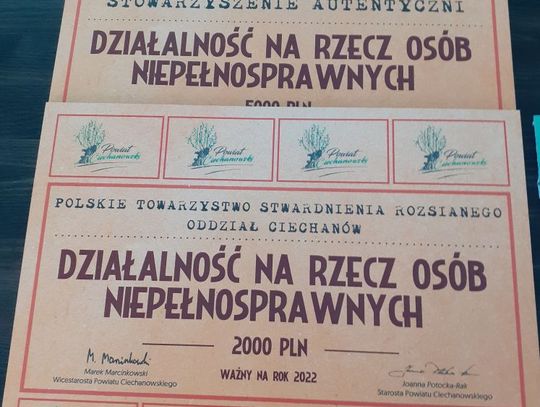 STOWARZYSZENIE AUTENTYCZNI
DZIAŁALNOŚĆ NA RZECZ OSÓB
NIEPEŁNOSPRAWNYCH
5000 PLN
Powiat Ciechanowski
Powiat Ciechanowski
Powiat Ciechanowski
Powiat Ciechanowski
POLSKIE TOWARZYSTWO STWARDNIENIA ROZSIANEGO
ODDZIAŁ CIECHANÓW
DZIAŁALNOŚĆ NA RZECZ OSÓB
NIEPEŁNOSPRAWNYCH
2000 PLN
M. Marcinkowski
Marek Marcinkowski
Wicestarosta Powiatu Ciechanowskiego
WAŻNY NA ROK 2022
Joanna Potocka-Rak
Starosta Powiatu Ciechanowskiego